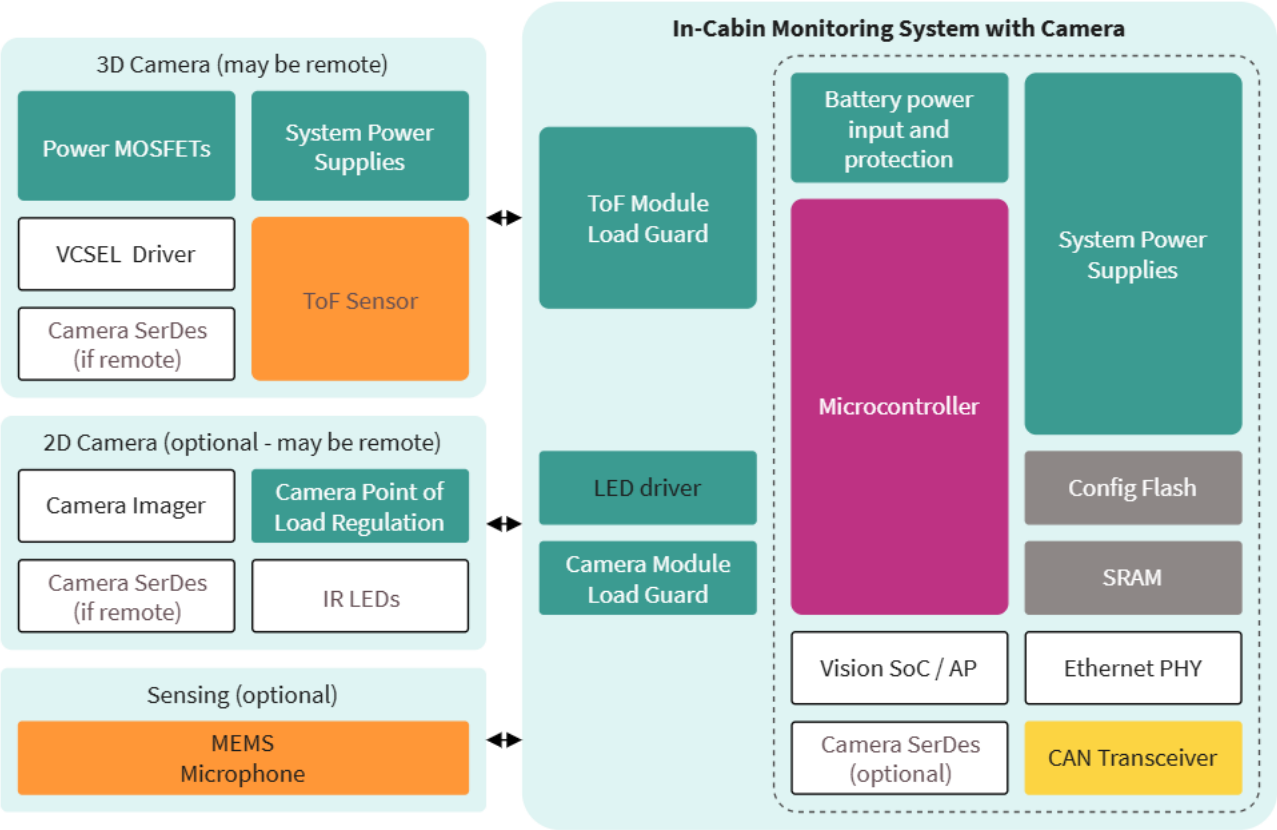 3D Camera (may be remote)
Power MOSFETs
System Power
Supplies
VCSEL Driver
Camera SerDes
(if remote)
ToF Sensor
2D Camera (optional - may be remote)
Camera Imager
Camera Point of
Load Regulation
Camera SerDes
(if remote)
IR LEDs
Sensing (optional)
MEMS
Microphone
In-Cabin Monitoring System with Camera
ToF Module
Load Guard
LED driver
Camera Module
Load Guard
Battery power
input and
protection
Microcontroller
System Power
Supplies
Config Flash
SRAM
Vision SoC / AP
Ethernet PHY
Camera SerDes
(optional)
CAN Transceiver